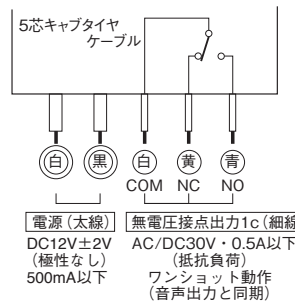 5芯キャブタイヤ
ケーブル
白 黒 白 黄 青
COM NC NO
電源（太線） 無電圧接点出力1c（細線
DC12V±2V
（極性なし）
500mA以下
AC/DC30V・0.5A以下
（抵抗負荷）
ワンショット動作
（音声出力と同期）